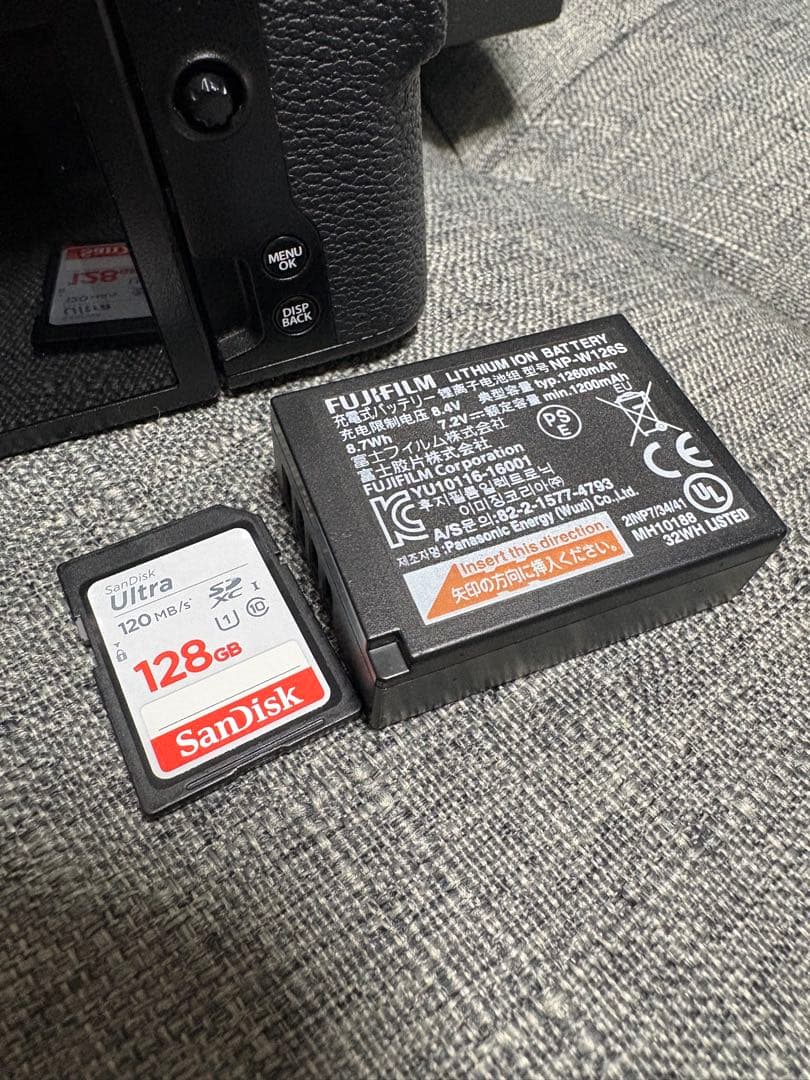 MENU
OK
DISP
BACK
FUJIFILM LITHIUM ION BATTERY
充電式バッテリー 锂离子电池组 型号 NP-W126S
充电限制电压 8.4V 典型容量 typ.1260mAh
8.7Wh 7.2V⎓额定容量 min.1200mAh
富士フイルム株式会社
富士胶片株式会社
FUJIFILM Corporation
YU10116-16001
후지필름일렉트로닉
이미징코리아㈜
A/S문의:82-2-1577-4793
제조자명:Panasonic Energy (Wuxi) Co.,Ltd.
PS
E
EU
CE
UL
2INP7/34/41
MH10188
32WH LISTED
Insert this direction.
矢印の方向に挿入ください。
SanDisk
Ultra
120 MB/s
SD
XC I
U1
10
128GB
SanDisk